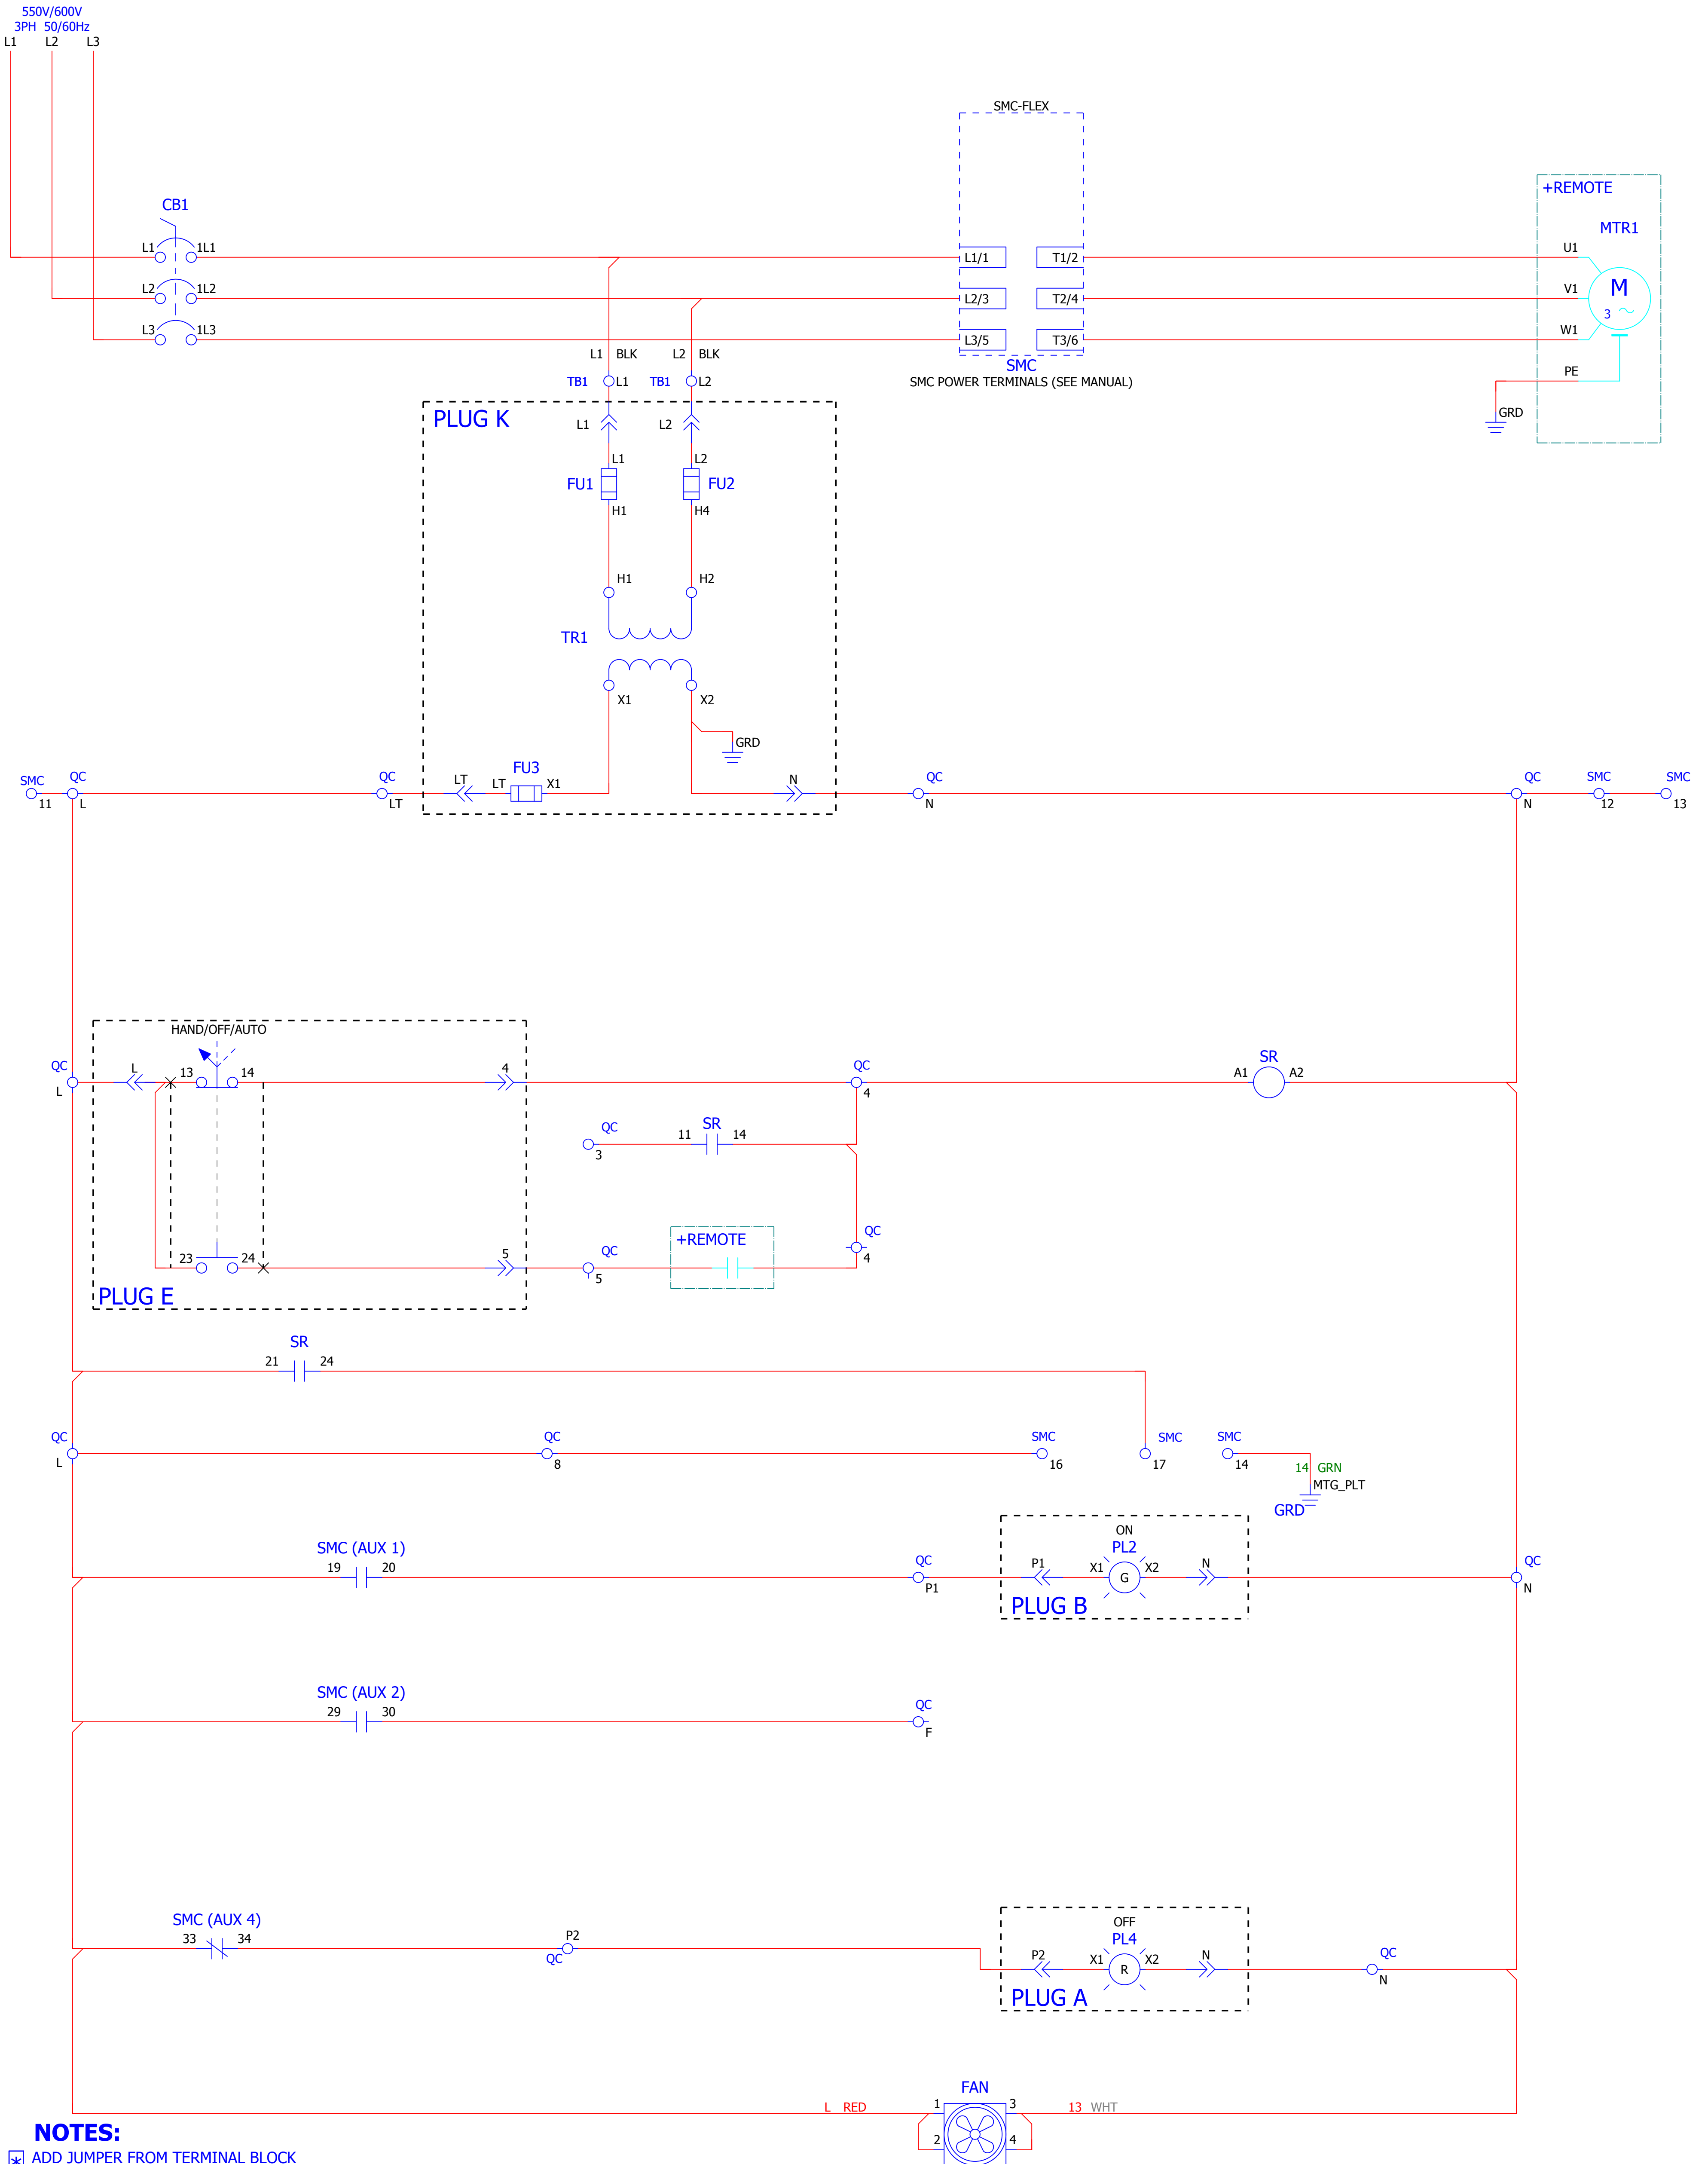 550V/600V
3PH 50/60Hz
L1 L2 L3
SMC-FLEX
+REMOTE
CB1
MTR1
L1 1L1 L1/1 T1/2 U1
L2 1L2 L2/3 T2/4 V1
M
3
L3 1L3 L3/5 T3/6 W1
L1 BLK L2 BLK
SMC
PE
TB1 L1 TB1 L2
SMC POWER TERMINALS (SEE MANUAL)
PLUG K
L1 L2
GRD
L1 L2
FU1 FU2
H1 H4
H1 H2
TR1
X1 X2
GRD
FU3
SMC QC QC LT LT X1 N QC QC SMC SMC
11 L LT N N 12 13
HAND/OFF/AUTO
QC L 13 14 4 QC SR
A1 A2
L 4
QC 11 SR 14
3
QC
+REMOTE
23 24 5 QC 4
5
PLUG E
SR
21 24
QC QC SMC SMC SMC
L 8 16 17 14
14 GRN
MTG_PLT
GRD
ON
SMC (AUX 1) PL2
19 20 QC P1 X1 X2 N QC
G
P1 N
PLUG B
SMC (AUX 2)
29 30 QC
F
SMC (AUX 4) OFF
33 34 P2 PL4
QC P2 X1 X2 N QC
R
N
PLUG A
FAN
L RED 1 3 13 WHT
NOTES:
2 4
* ADD JUMPER FROM TERMINAL BLOCK